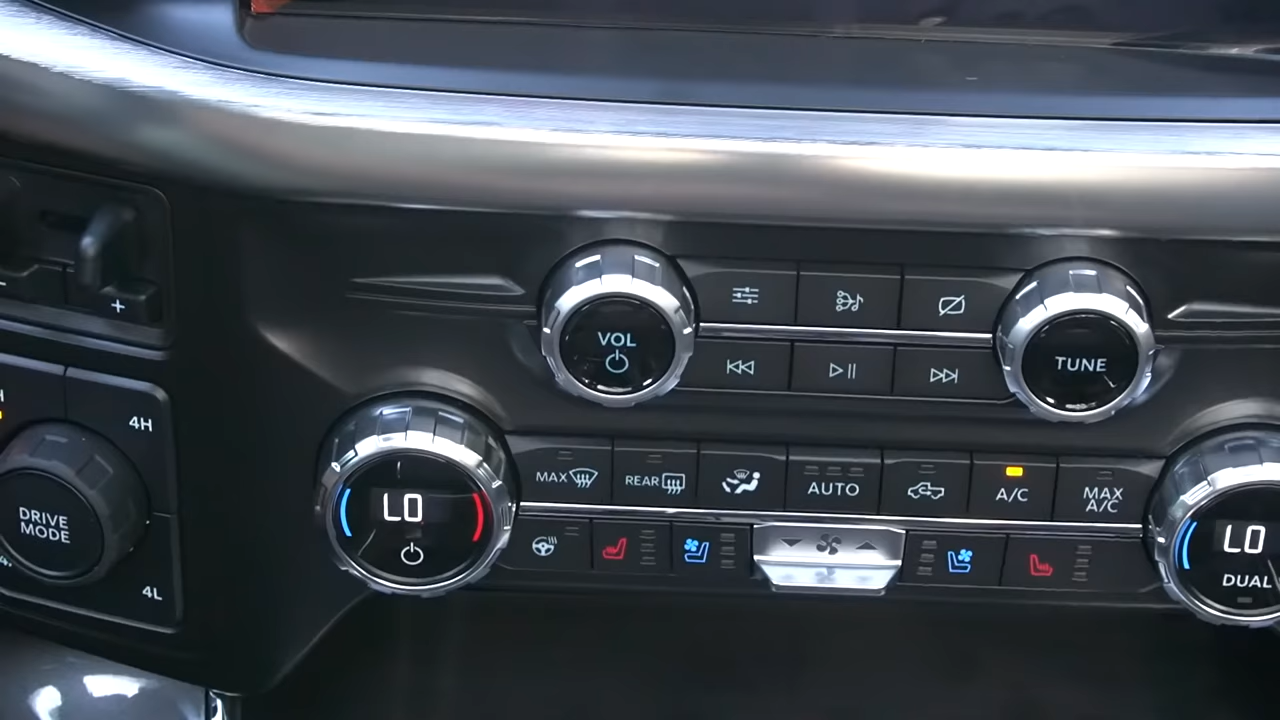 VOL
TUNE
4H
DRIVE
MODE
4L
LO
MAX
REAR
AUTO
A/C
MAX
A/C
LO
DUAL